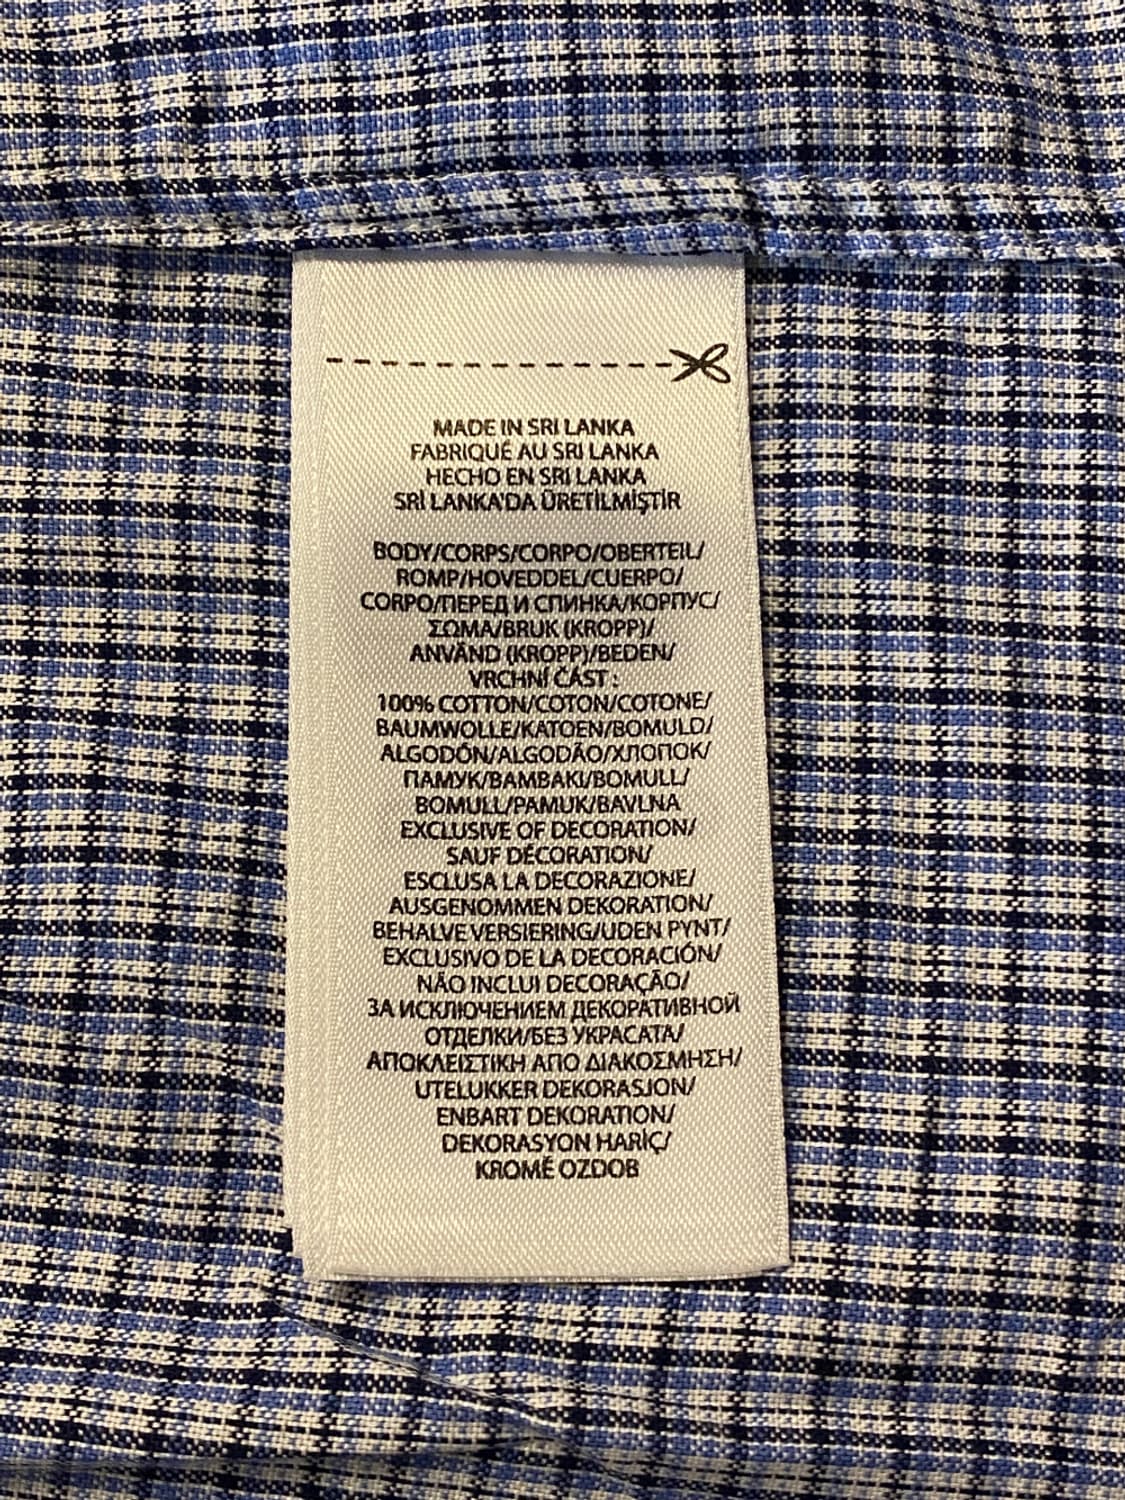 MADE IN SRI LANKA
FABRIQUÉ AU SRI LANKA
HECHO EN SRI LANKA
SRİ LANKA'DA ÜRETİLMİŞTİR
BODY/CORPS/CORPO/OBERTEIL/
ROMP/HOVEDDEL/CUERPO/
CORPO/ПЕРЕД И СПИНКА/КОРПУС/
ΣΩΜΑ/BRUK (KROPP)/
ANVÄND (KROPP)/BEDEN/
VRCHNÍ ČÁST :
100% COTTON/COTON/COTONE/
BAUMWOLLE/KATOEN/BOMULD/
ALGODÓN/ALGODÃO/ХЛОПОК/
ПАМУК/ΒΑΜΒΑΚΙ/BOMULL/
BOMULL/PAMUK/BAVLNA
EXCLUSIVE OF DECORATION/
SAUF DÉCORATION/
ESCLUSA LA DECORAZIONE/
AUSGENOMMEN DEKORATION/
BEHALVE VERSIERING/UDEN PYNT/
EXCLUSIVO DE LA DECORACIÓN/
NÃO INCLUI DECORAÇÃO/
ЗА ИСКЛЮЧЕНИЕМ ДЕКОРАТИВНОЙ
ОТДЕЛКИ/БЕЗ УКРАСАТА/
ΑΠΟΚΛΕΙΣΤΙΚΗ ΑΠΟ ΔΙΑΚΟΣΜΗΣΗ/
UTELUKKER DEKORASJON/
ENBART DEKORATION/
DEKORASYON HARİÇ/
KROMĚ OZDOB